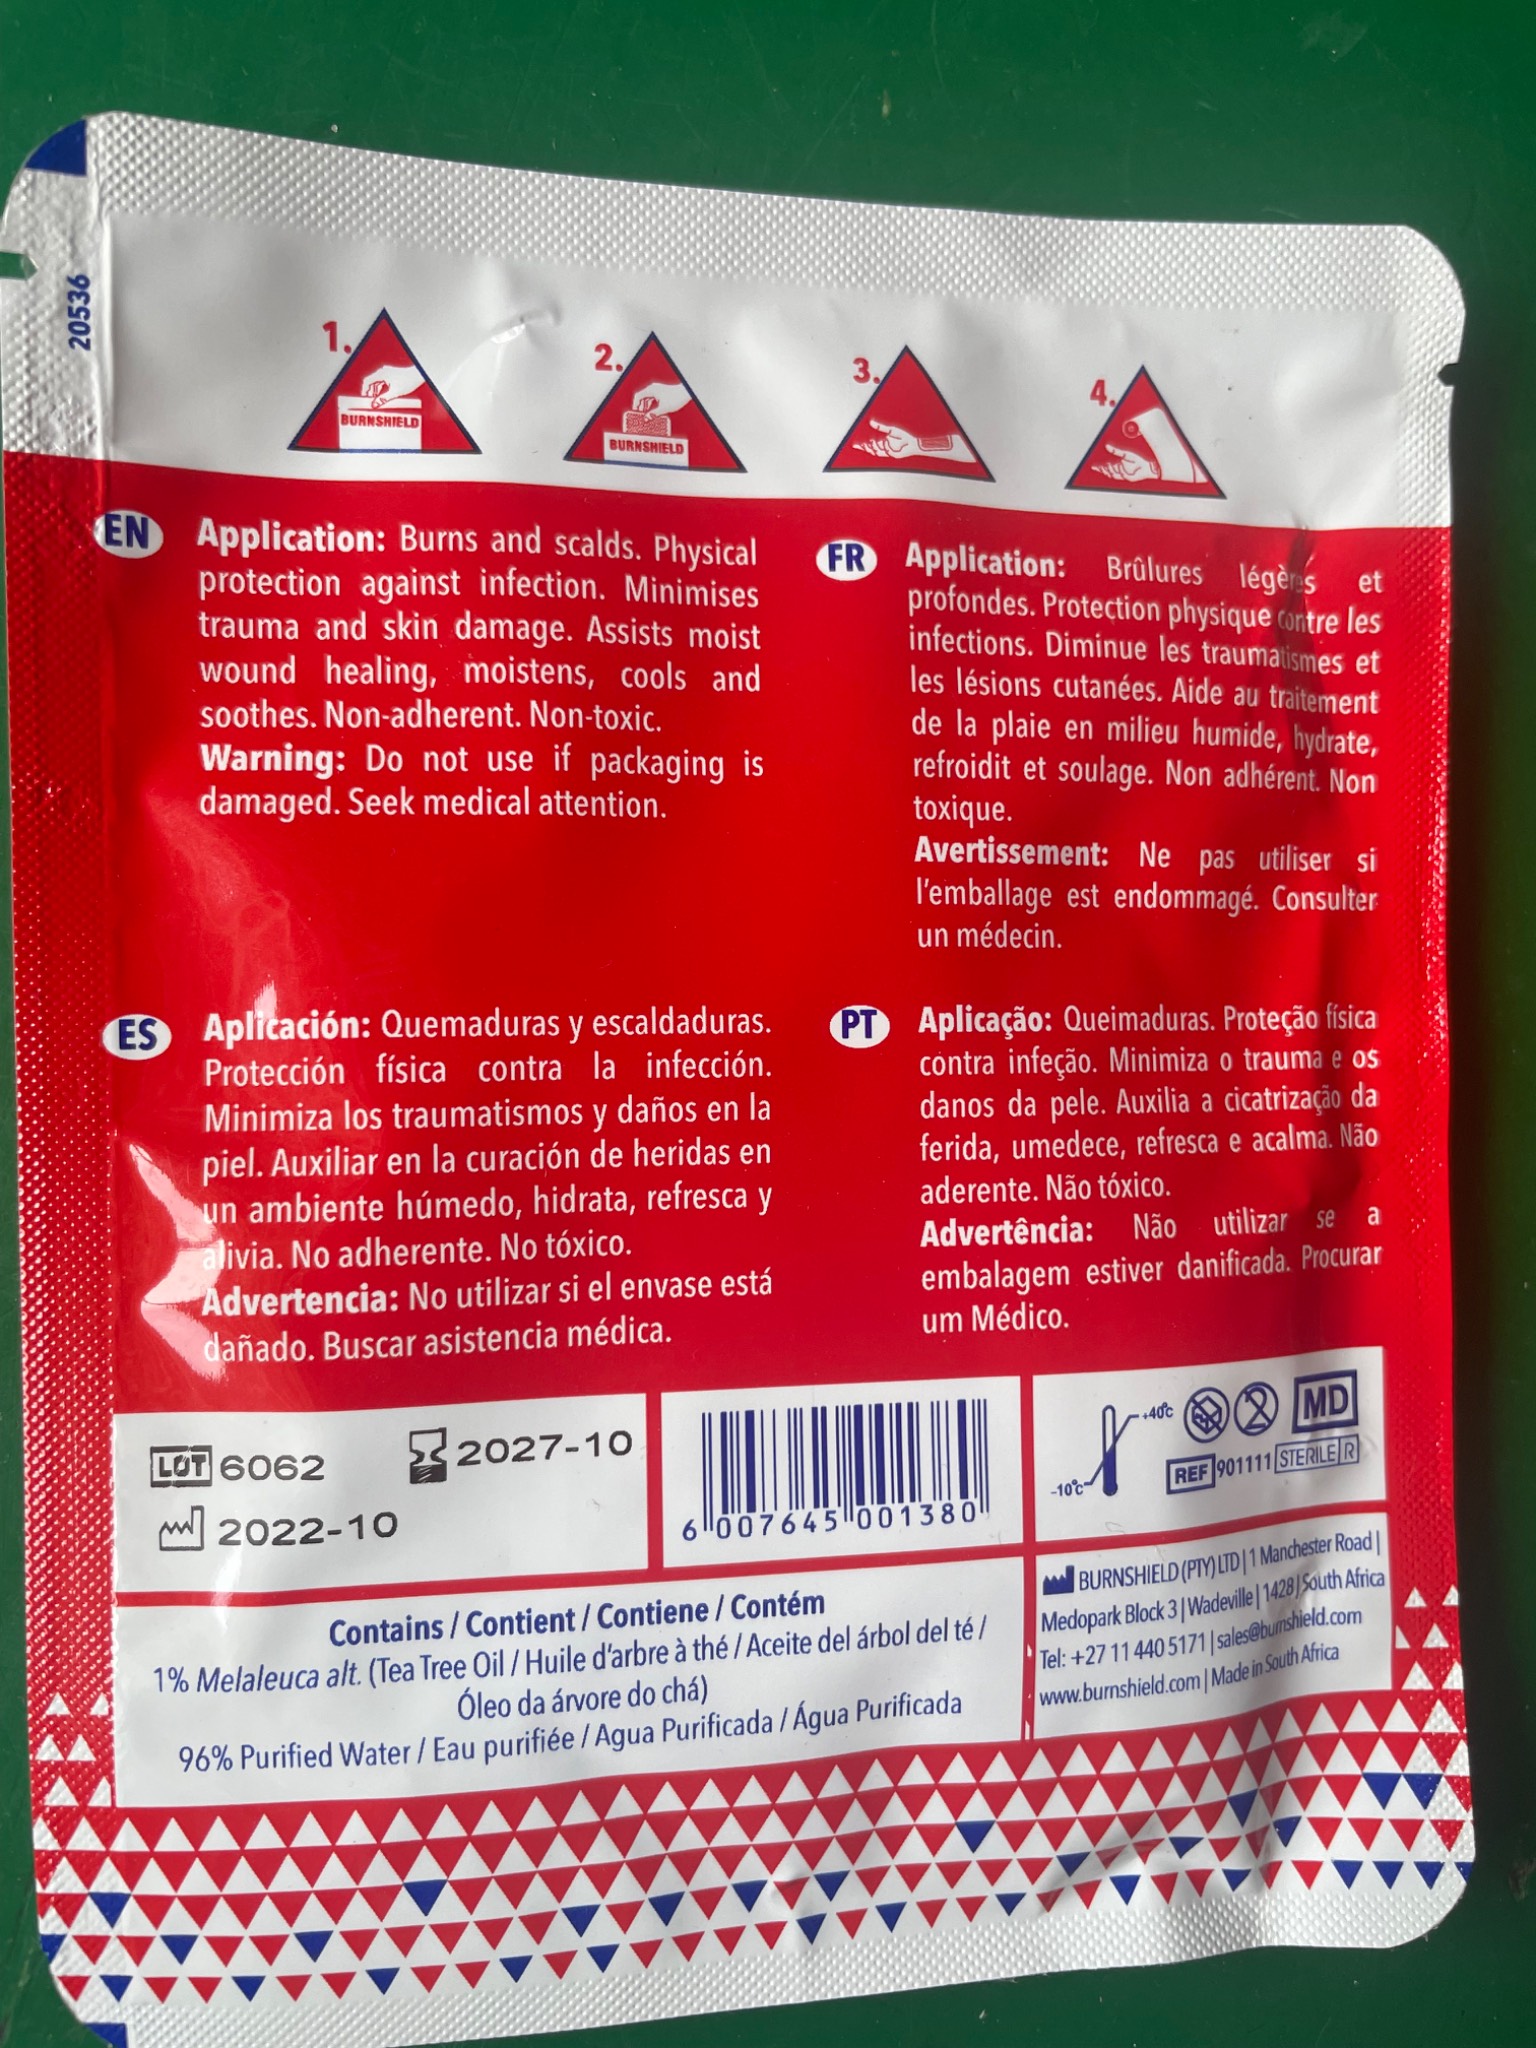 20536
1.
BURNSHIELD
2.
BURNSHIELD
3.
4.
EN
Application: Burns and scalds. Physical
protection against infection. Minimises
trauma and skin damage. Assists moist
wound healing, moistens, cools and
soothes. Non-adherent. Non-toxic.
Warning: Do not use if packaging is
damaged. Seek medical attention.
FR
Application: Brûlures légères et
profondes. Protection physique contre les
infections. Diminue les traumatismes et
les lésions cutanées. Aide au traitement
de la plaie en milieu humide, hydrate,
refroidit et soulage. Non adhérent. Non
toxique.
Avertissement: Ne pas utiliser si
l'emballage est endommagé. Consulter
un médecin.
ES
Aplicación: Quemaduras y escaldaduras.
Protección física contra la infección.
Minimiza los traumatismos y daños en la
piel. Auxiliar en la curación de heridas en
un ambiente húmedo, hidrata, refresca y
alivia. No adherente. No tóxico.
Advertencia: No utilizar si el envase está
dañado. Buscar asistencia médica.
PT
Aplicação: Queimaduras. Proteção física
contra infeção. Minimiza o trauma e os
danos da pele. Auxilia a cicatrização da
ferida, umedece, refresca e acalma. Não
aderente. Não tóxico.
Advertência: Não utilizar se a
embalagem estiver danificada. Procurar
um Médico.
LOT 6062
2027-10
2022-10
6 007645 001380
+40°c
-10°c
2
MD
REF 901111 STERILE R
BURNSHIELD (PTY) LTD | 1 Manchester Road |
Medopark Block 3 | Wadeville | 1428 | South Africa
Tel: +27 11 440 5171 | sales@burnshield.com
www.burnshield.com | Made in South Africa
Contains / Contient / Contiene / Contém
1% Melaleuca alt. (Tea Tree Oil / Huile d'arbre à thé / Aceite del árbol del té /
Óleo da árvore do chá)
96% Purified Water / Eau purifiée / Agua Purificada / Água Purificada